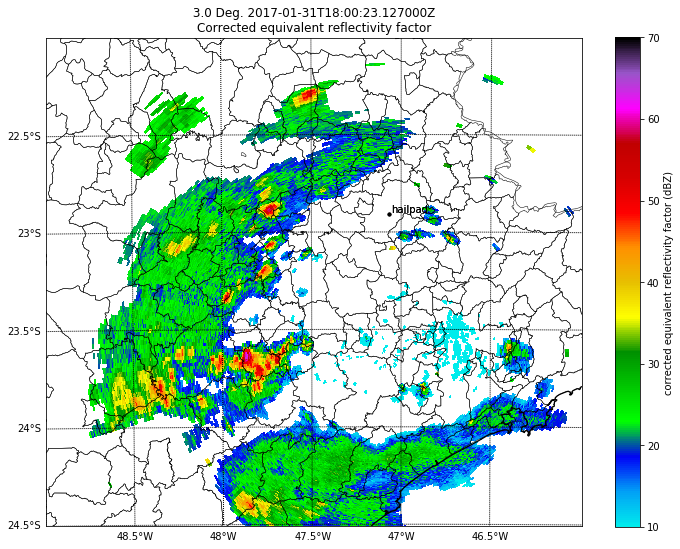 3.0 Deg. 2017-01-31T18:00:23.127000Z
Corrected equivalent reflectivity factor
22.5°S
23°S
23.5°S
24°S
24.5°S
48.5°W
48°W
47.5°W
47°W
46.5°W
hailpad
70
60
50
40
30
20
10
corrected equivalent reflectivity factor (dBZ)